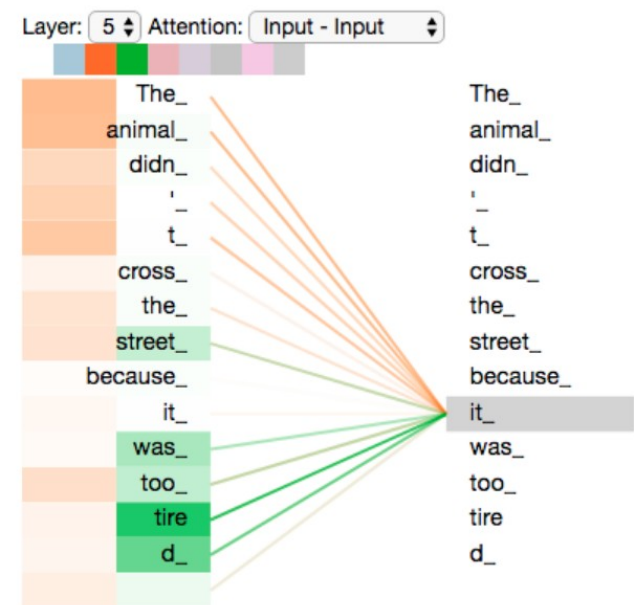 Layer: 5 Attention: Input - Input
The_ The_
animal_ animal_
didn_ didn_
'_ '_
t_ t_
cross_ cross_
the_ the_
street_ street_
because_ because_
it_ it_
was_ was_
too_ too_
tire tire
d_ d_